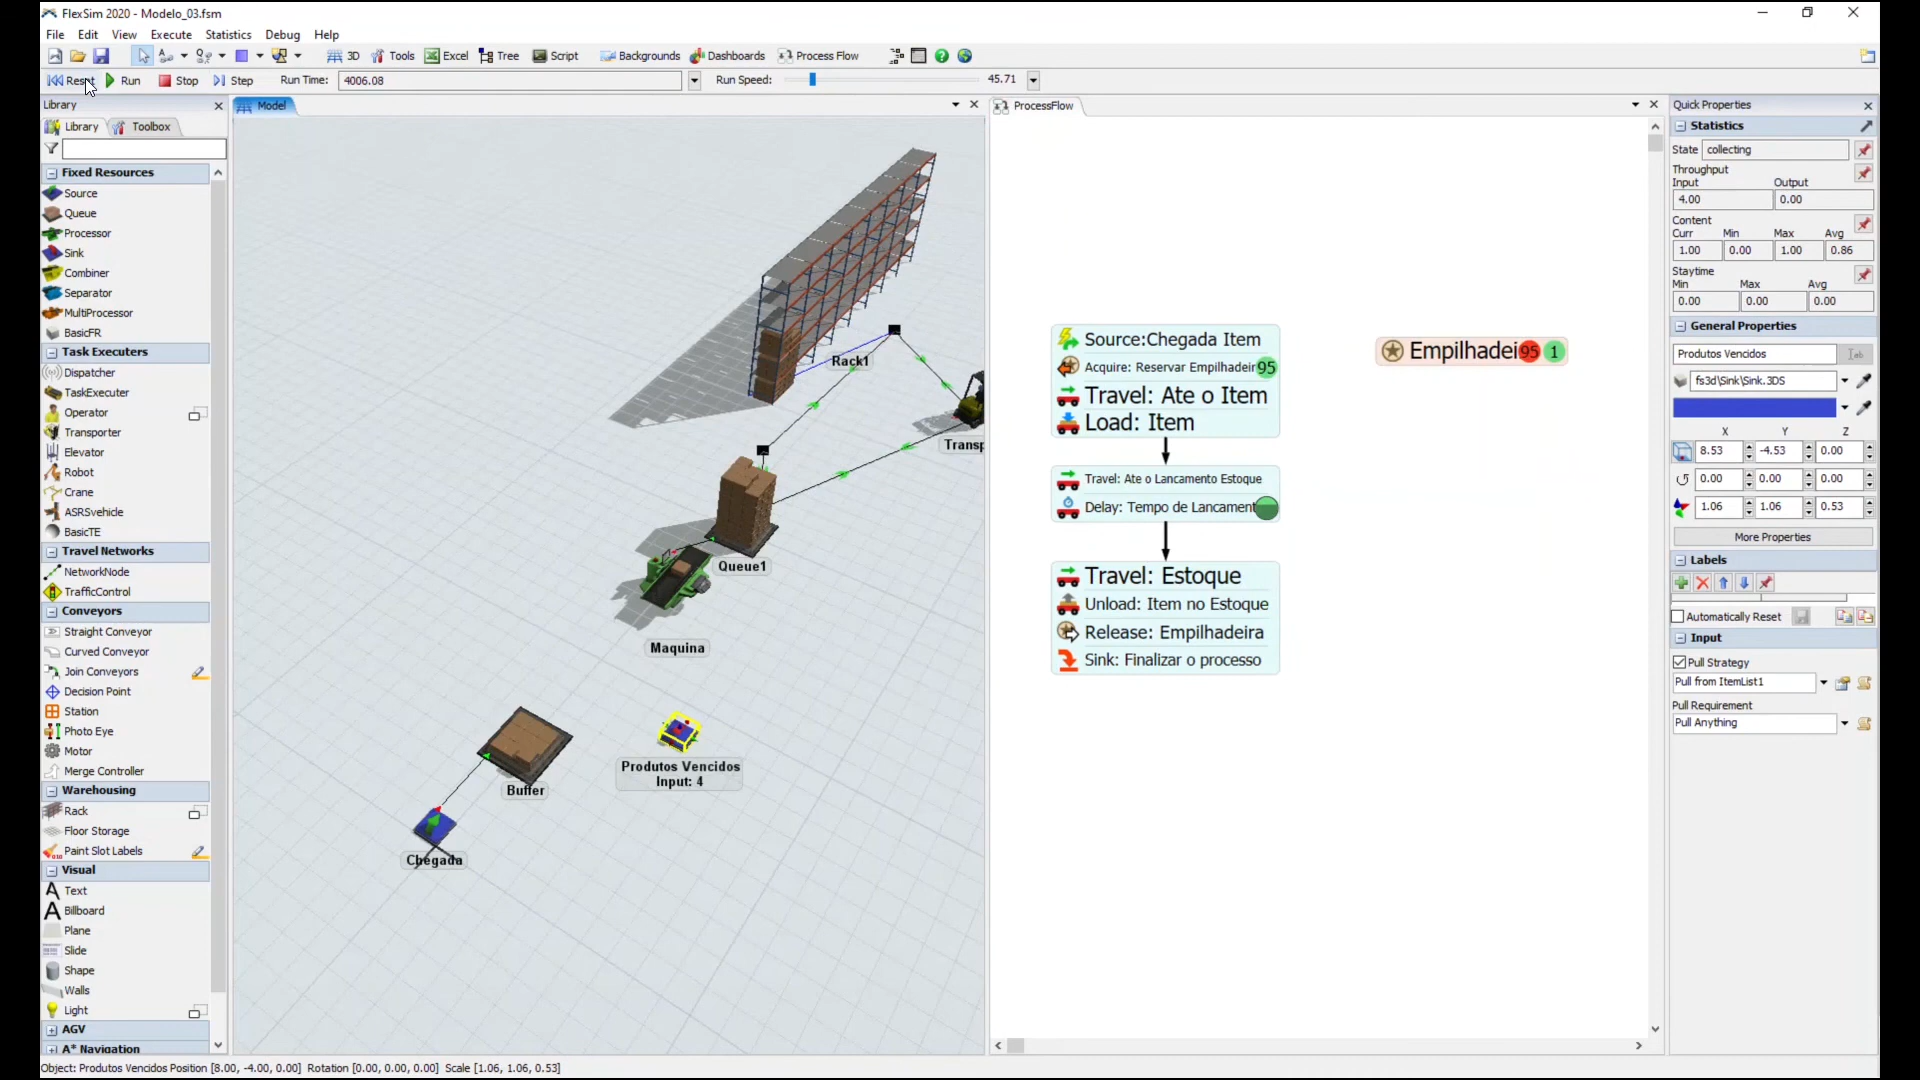 FlexSim 2020 - Modelo_03.fsm
File Edit View Execute Statistics Debug Help
3D Tools Excel Tree Script Backgrounds Dashboards Process Flow
Reset Run Stop Step Run Time: 4006.08 Run Speed: 45.71
Library
Library Toolbox
Fixed Resources
Source
Queue
Processor
Sink
Combiner
Separator
MultiProcessor
BasicFR
Task Executers
Dispatcher
TaskExecuter
Operator
Transporter
Elevator
Robot
Crane
ASRSvehicle
BasicTE
Travel Networks
NetworkNode
TrafficControl
Conveyors
Straight Conveyor
Curved Conveyor
Join Conveyors
Decision Point
Station
Photo Eye
Motor
Merge Controller
Warehousing
Rack
Floor Storage
Paint Slot Labels
Visual
Text
Billboard
Plane
Slide
Shape
Walls
Light
AGV
A* Navigation
Model
Rack1
Transp
Queue1
Maquina
Produtos Vencidos
Input: 4
Buffer
Chegada
ProcessFlow
Source:Chegada Item
Acquire: Reservar Empilhadeir 95
Travel: Ate o Item
Load: Item
Travel: Ate o Lancamento Estoque
Delay: Tempo de Lancament
Travel: Estoque
Unload: Item no Estoque
Release: Empilhadeira
Sink: Finalizar o processo
Empilhadei 95 1
Quick Properties
Statistics
State collecting
Throughput
Input Output
4.00 0.00
Content
Curr Min Max Avg
1.00 0.00 1.00 0.86
Staytime
Min Max Avg
0.00 0.00 0.00
General Properties
Produtos Vencidos
fs3d\Sink\Sink.3DS
X Y Z
8.53 -4.53 0.00
0.00 0.00 0.00
1.06 1.06 0.53
More Properties
Labels
Automatically Reset
Input
Pull Strategy
Pull from ItemList1
Pull Requirement
Pull Anything
Object: Produtos Vencidos Position [8.00, -4.00, 0.00] Rotation [0.00, 0.00, 0.00] Scale [1.06, 1.06, 0.53]